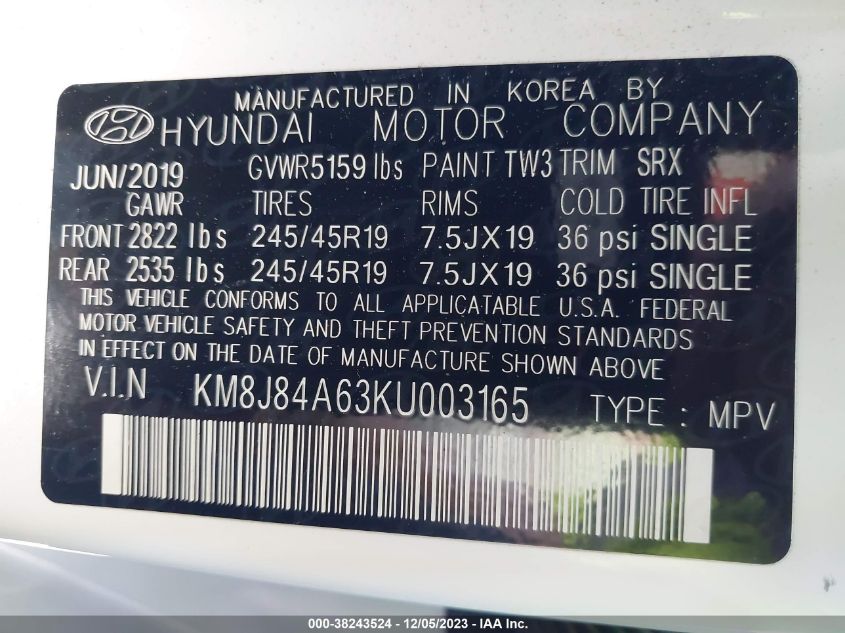 MANUFACTURED IN KOREA BY
HYUNDAI MOTOR COMPANY
JUN/2019 GVWR5159 lbs PAINT TW3 TRIM SRX
GAWR TIRES RIMS COLD TIRE INFL
FRONT 2822 lbs 245/45R19 7.5JX19 36 psi SINGLE
REAR 2535 lbs 245/45R19 7.5JX19 36 psi SINGLE
THIS VEHICLE CONFORMS TO ALL APPLICATABLE U.S.A. FEDERAL
MOTOR VEHICLE SAFETY AND THEFT PREVENTION STANDARDS
IN EFFECT ON THE DATE OF MANUFACTURE SHOWN ABOVE
V.I.N KM8J84A63KU003165 TYPE : MPV
000-38243524 - 12/05/2023 - IAA Inc.